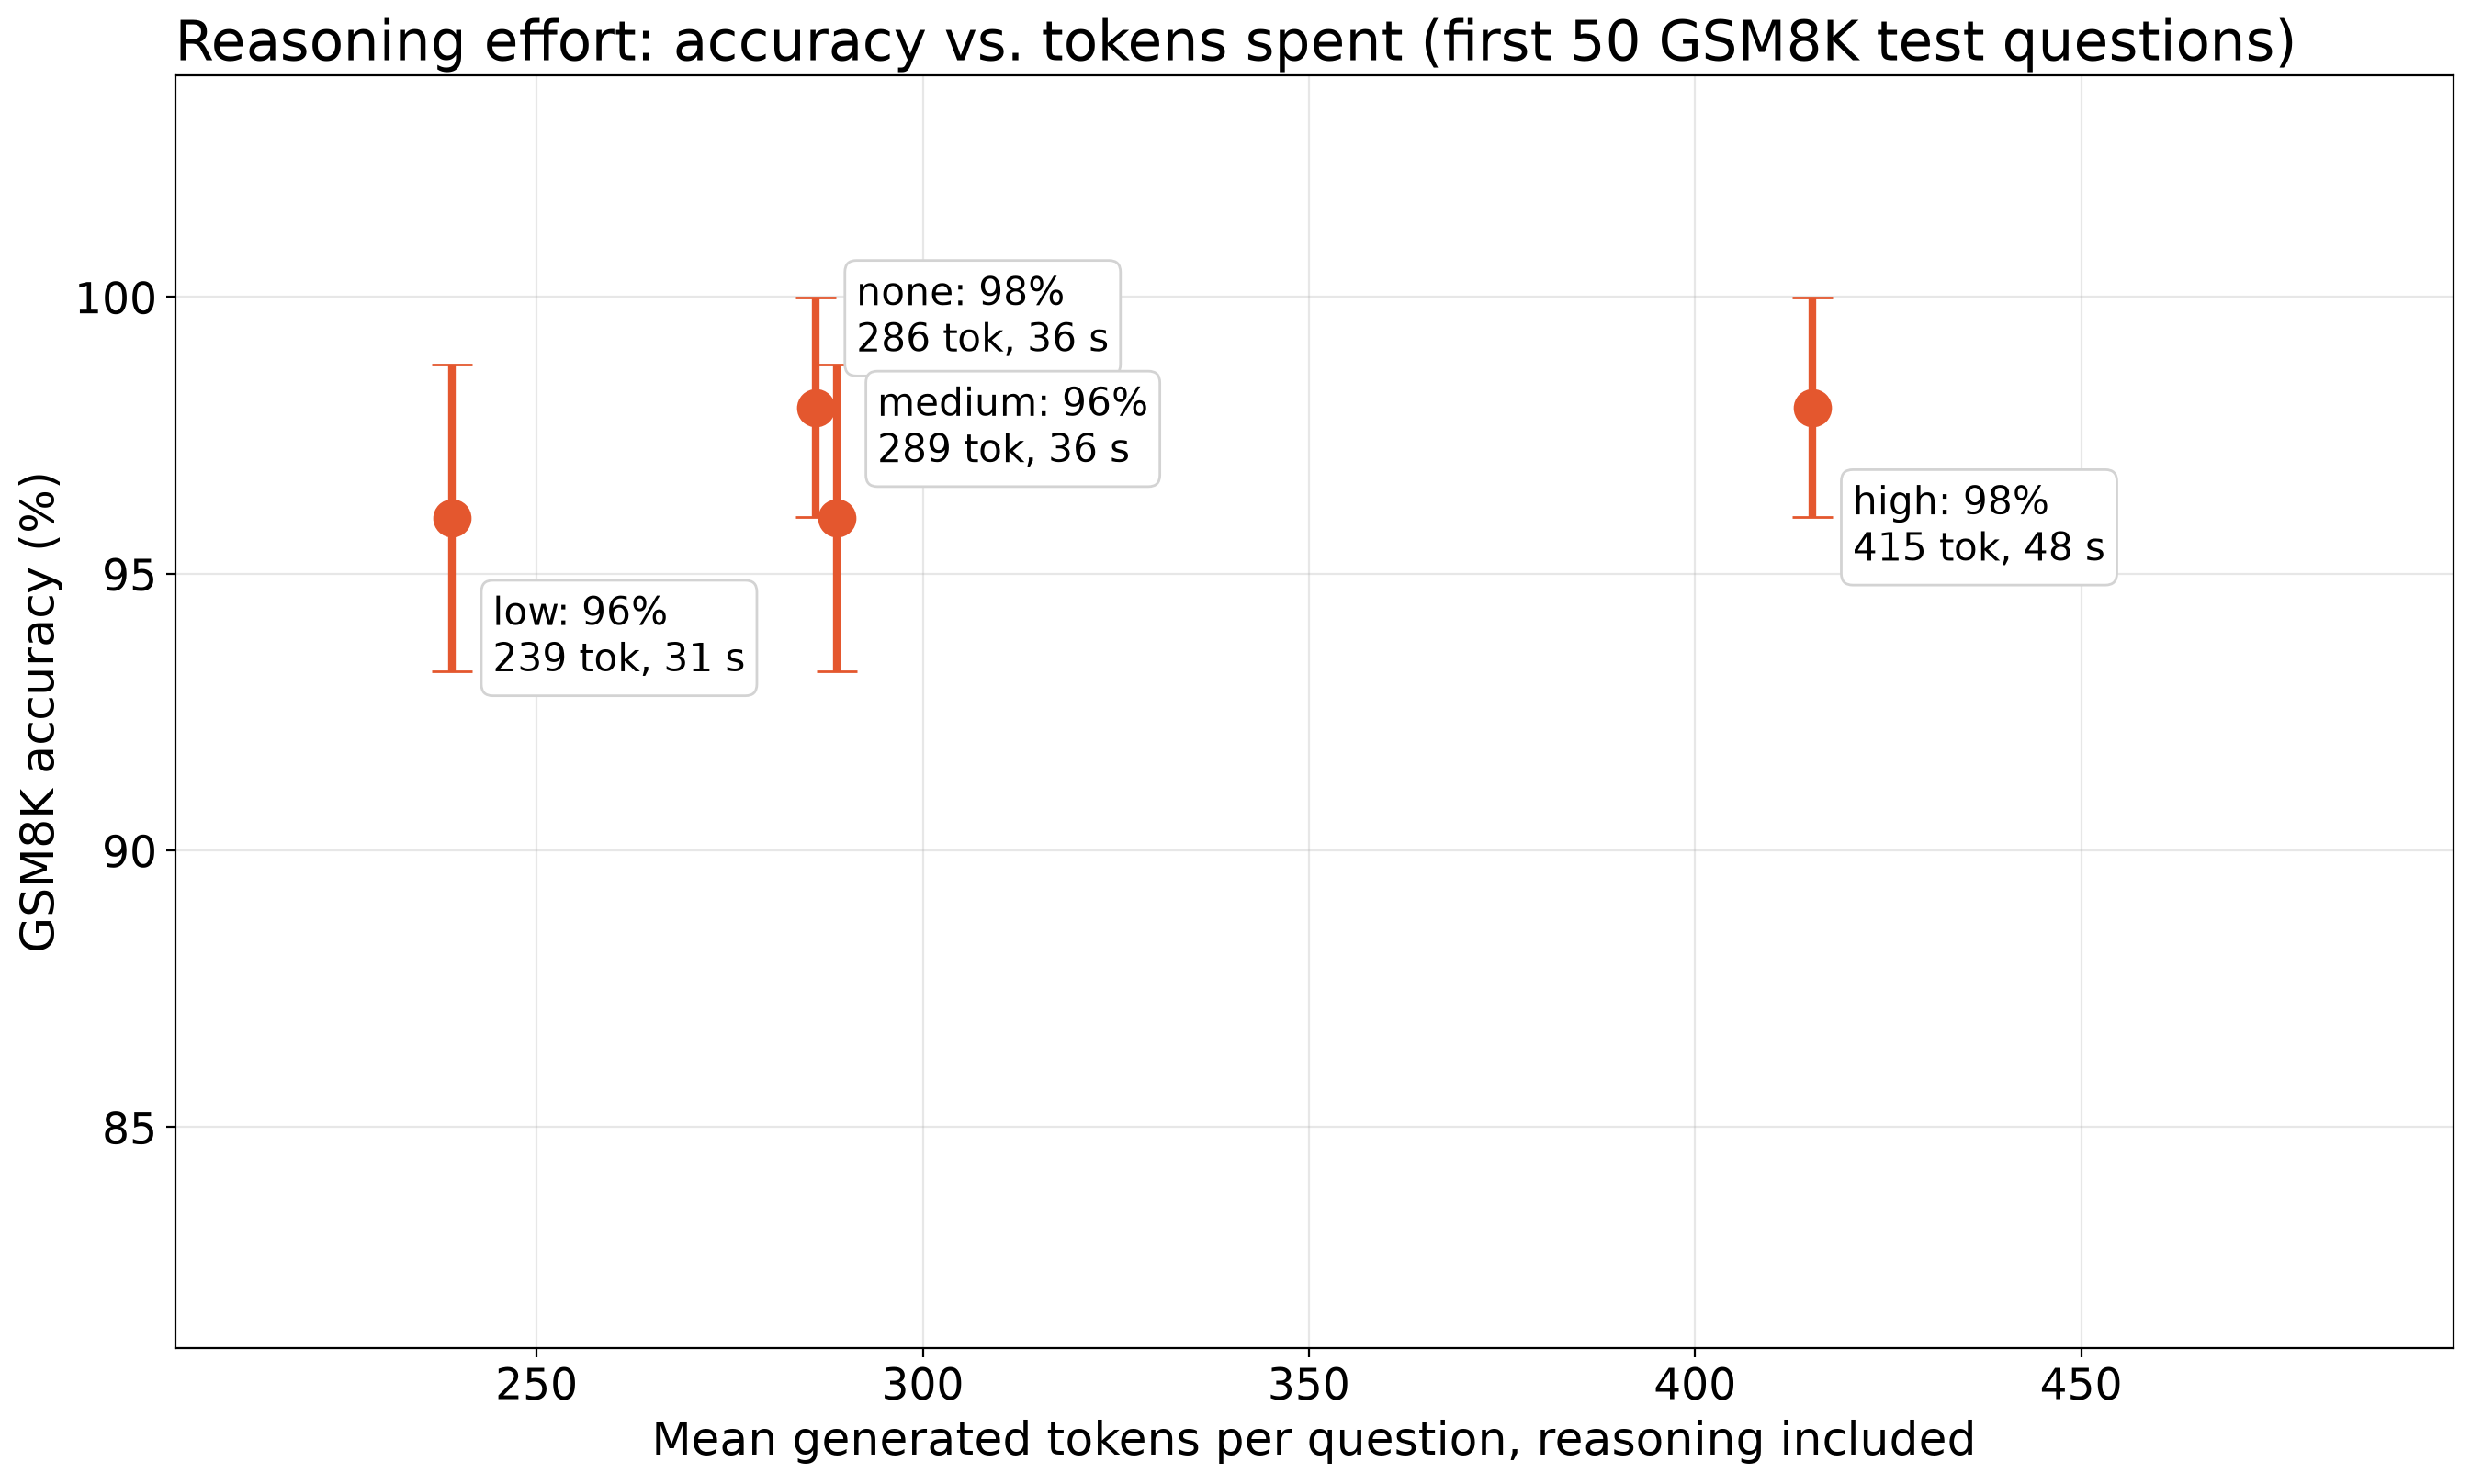 Reasoning effort: accuracy vs. tokens spent (first 50 GSM8K test questions)
GSM8K accuracy (%)
100
95
90
85
none: 98%
286 tok, 36 s
medium: 96%
289 tok, 36 s
high: 98%
415 tok, 48 s
low: 96%
239 tok, 31 s
250
300
350
400
450
Mean generated tokens per question, reasoning included